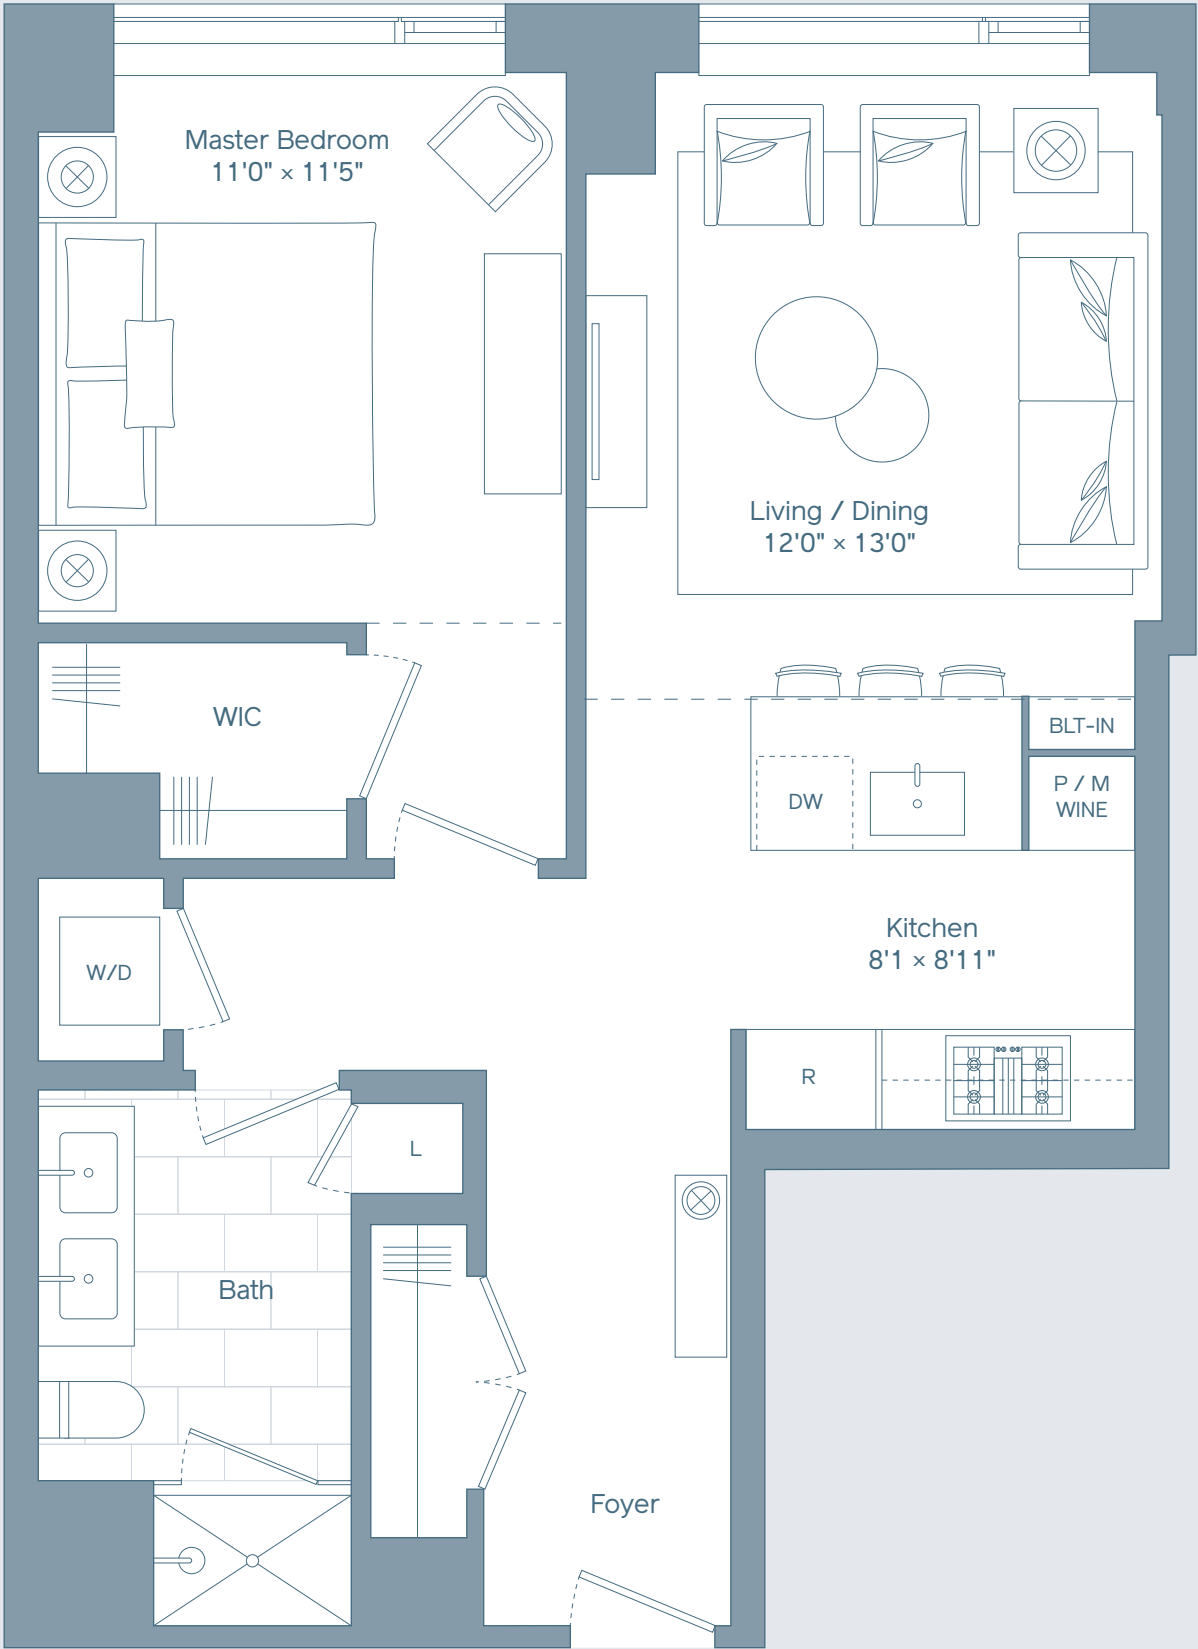 Master Bedroom
11'0" × 11'5"
Living / Dining
12'0" × 13'0"
WIC
BLT-IN
P / M
WINE
DW
Kitchen
8'1 × 8'11"
W/D
R
L
Bath
Foyer